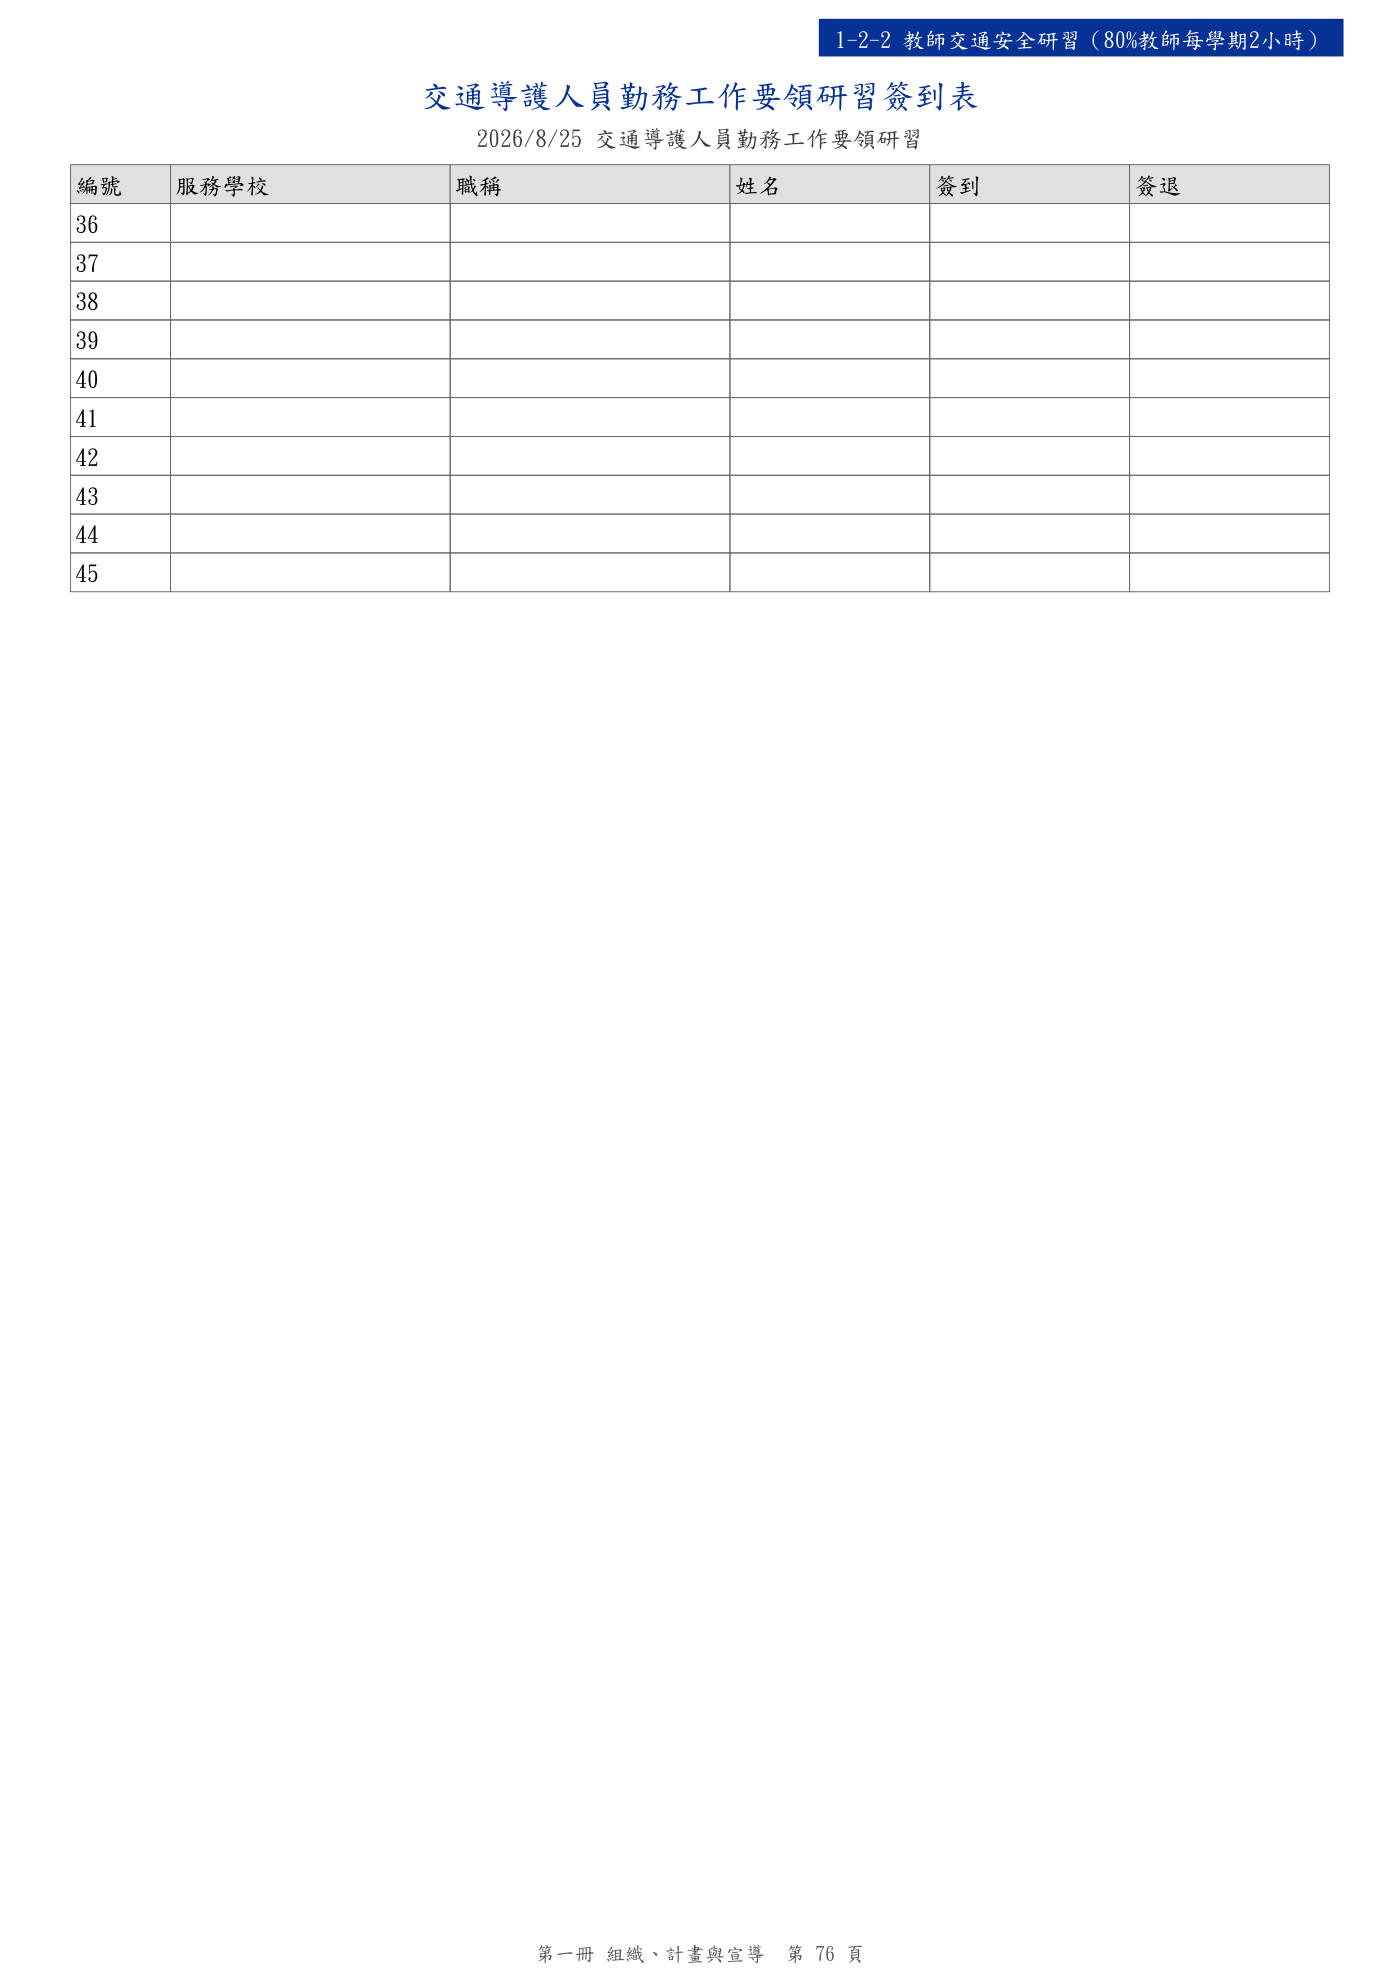 1-2-2 教師交通安全研習（80%教師每學期2小時）
交通導護人員勤務工作要領研習簽到表
2026/8/25 交通導護人員勤務工作要領研習
編號 服務學校 職稱 姓名 簽到 簽退
36
37
38
39
40
41
42
43
44
45
第一冊 組織、計畫與宣導 第 76 頁